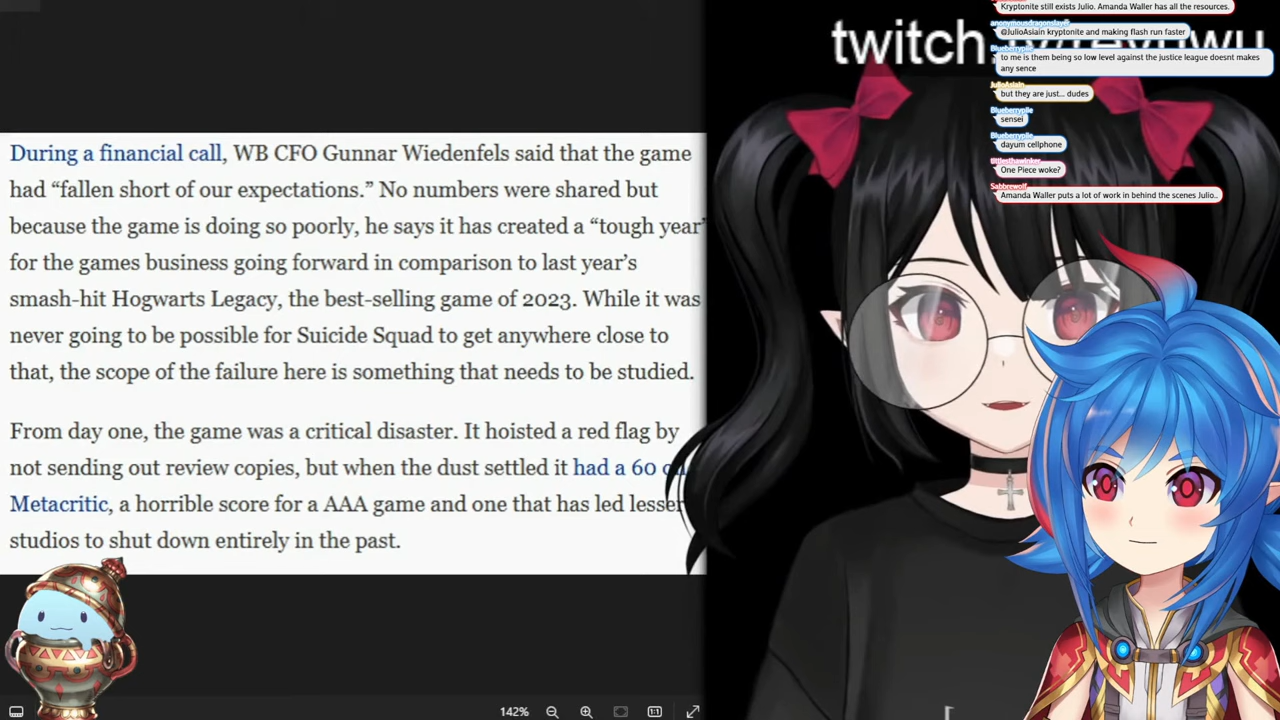 During a financial call, WB CFO Gunnar Wiedenfels said that the game
had “fallen short of our expectations.” No numbers were shared but
because the game is doing so poorly, he says it has created a “tough year”
for the games business going forward in comparison to last year’s
smash-hit Hogwarts Legacy, the best-selling game of 2023. While it was
never going to be possible for Suicide Squad to get anywhere close to
that, the scope of the failure here is something that needs to be studied.
From day one, the game was a critical disaster. It hoisted a red flag by
not sending out review copies, but when the dust settled it had a 60
Metacritic, a horrible score for a AAA game and one that has led lesser
studios to shut down entirely in the past.
142%
1:1
twitch
Kryptonite still exists Julio. Amanda Waller has all the resources.
anonymousdragonslayer
@JulioAsiain kryptonite and making flash run faster
Blueberrypile
to me is them being so low level against the justice league doesnt makes
any sence
JulioAsiain
but they are just... dudes
Blueberrypile
sensei
Blueberrypile
dayum cellphone
One Piece woke?
Sabbrewolf
Amanda Waller puts a lot of work in behind the scenes Julio..